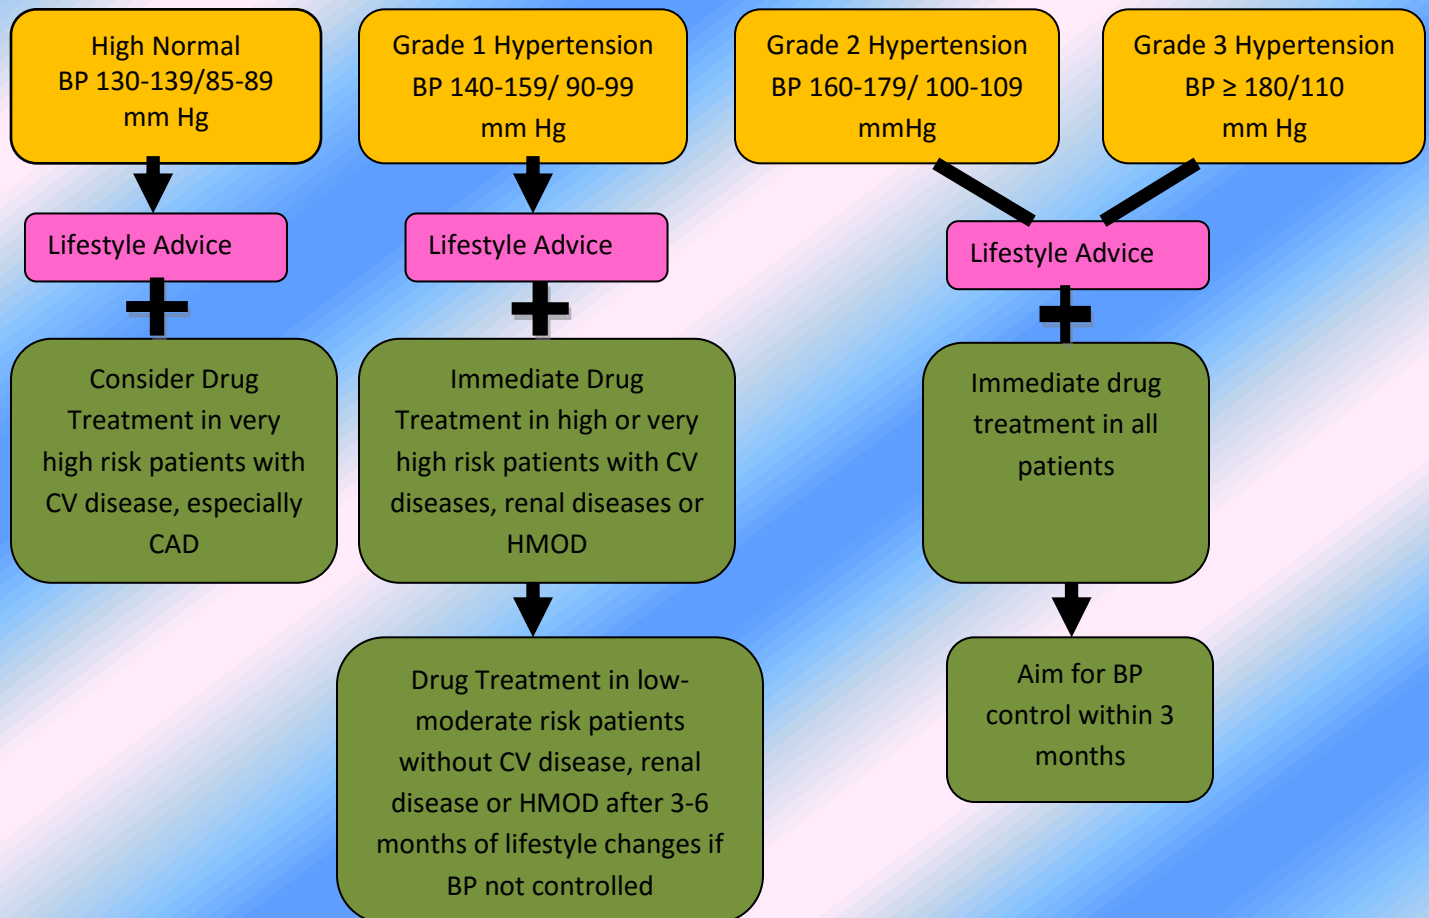 High Normal
BP 130-139/85-89
mm Hg
Grade 1 Hypertension
BP 140-159/ 90-99
mm Hg
Grade 2 Hypertension
BP 160-179/ 100-109
mmHg
Grade 3 Hypertension
BP ≥ 180/110
mm Hg
Lifestyle Advice
Lifestyle Advice
Lifestyle Advice
Consider Drug
Treatment in very
high risk patients with
CV disease, especially
CAD
Immediate Drug
Treatment in high or very
high risk patients with CV
diseases, renal diseases or
HMOD
Immediate drug
treatment in all
patients
Drug Treatment in low-
moderate risk patients
without CV disease, renal
disease or HMOD after 3-6
months of lifestyle changes if
BP not controlled
Aim for BP
control within 3
months